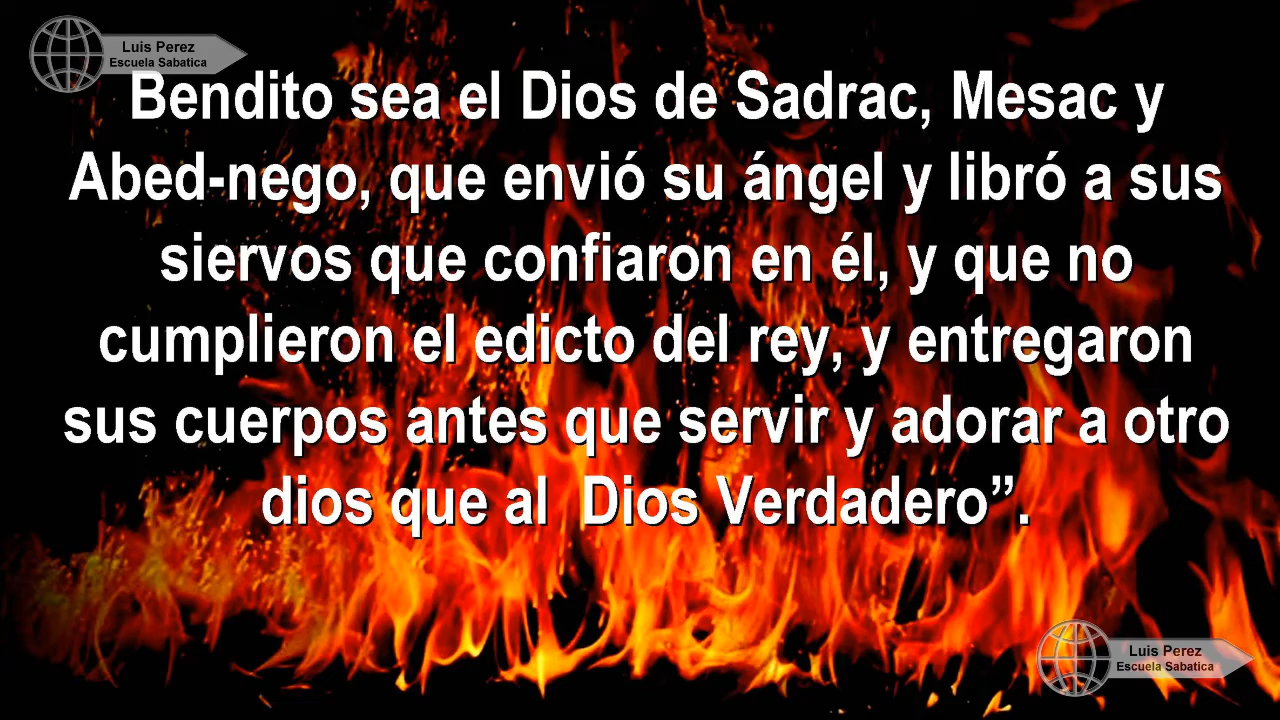 Luis Perez
Escuela Sabatica
Bendito sea el Dios de Sadrac, Mesac y
Abed-nego, que envió su ángel y libró a sus
siervos que confiaron en él, y que no
cumplieron el edicto del rey, y entregaron
sus cuerpos antes que servir y adorar a otro
dios que al  Dios Verdadero”.
Luis Perez
Escuela Sabatica